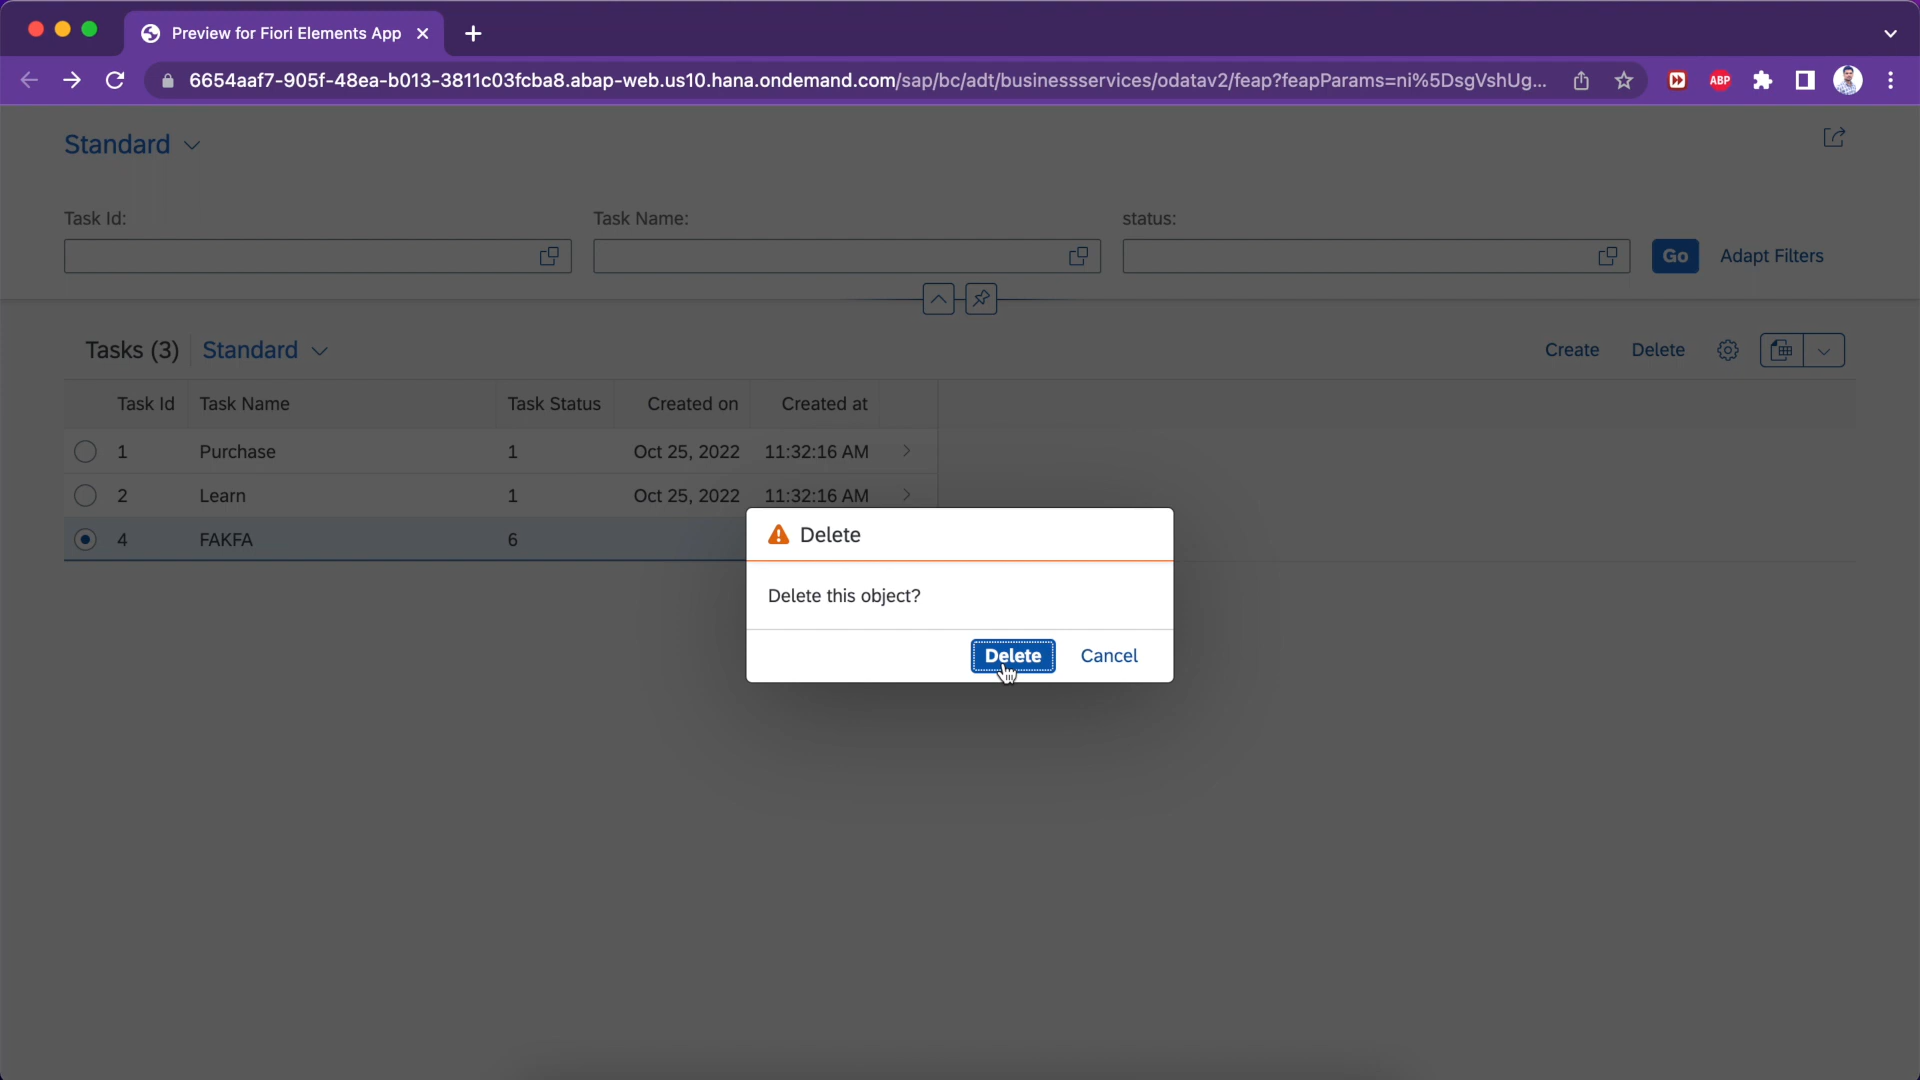 Preview for Fiori Elements App
6654aaf7-905f-48ea-b013-3811c03fcba8.abap-web.us10.hana.ondemand.com/sap/bc/adt/businessservices/odatav2/feap?feapParams=ni%5DsgVshUg...
ABP
Standard
Task Id: Task Name: status:
Go Adapt Filters
Tasks (3) Standard Create Delete
Task Id Task Name Task Status Created on Created at
1 Purchase 1 Oct 25, 2022 11:32:16 AM
2 Learn 1 Oct 25, 2022 11:32:16 AM
4 FAKFA 6
Delete
Delete this object?
Delete Cancel